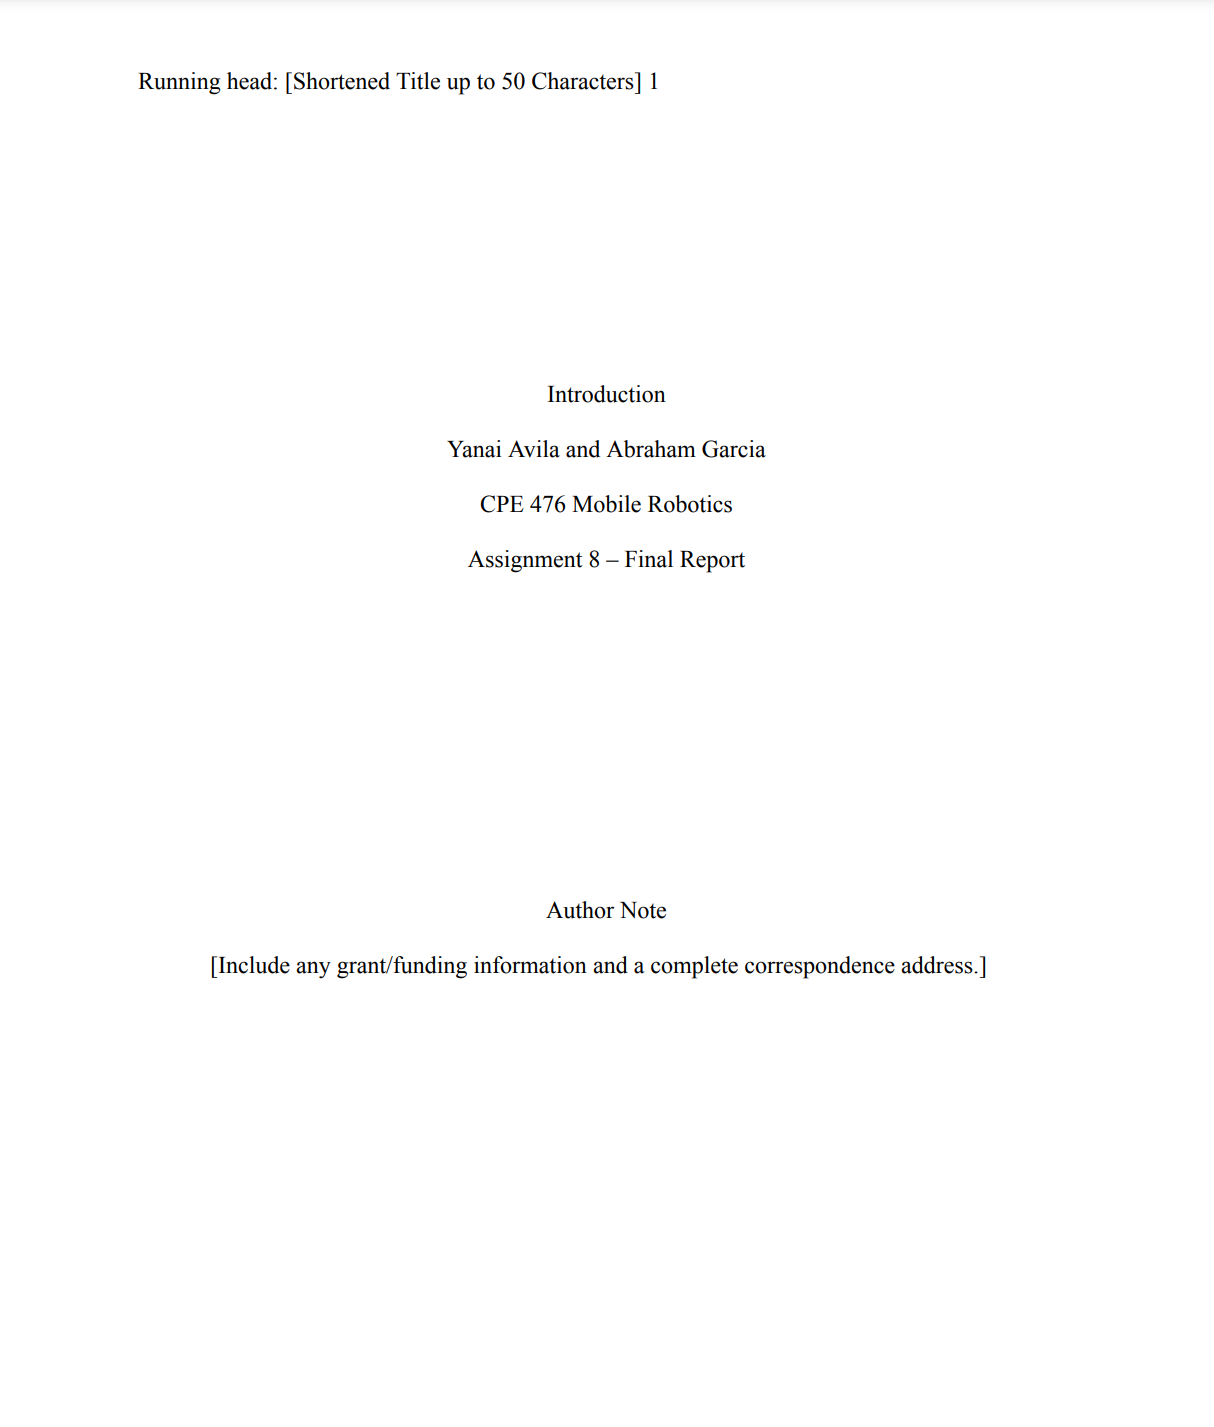 Running head: [Shortened Title up to 50 Characters] 1
Introduction
Yanai Avila and Abraham Garcia
CPE 476 Mobile Robotics
Assignment 8 – Final Report
Author Note
[Include any grant/funding information and a complete correspondence address.]